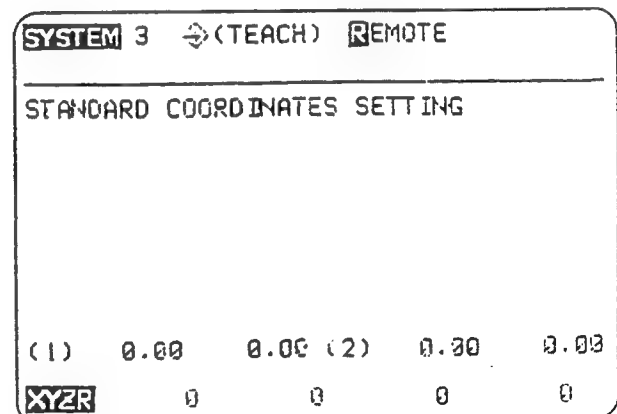 SYSTEM 3 (TEACH) REMOTE
STANDARD COORDINATES SETTING
(1) 0.00 0.00 (2) 0.00 0.00
XYZR 0 0 0 0